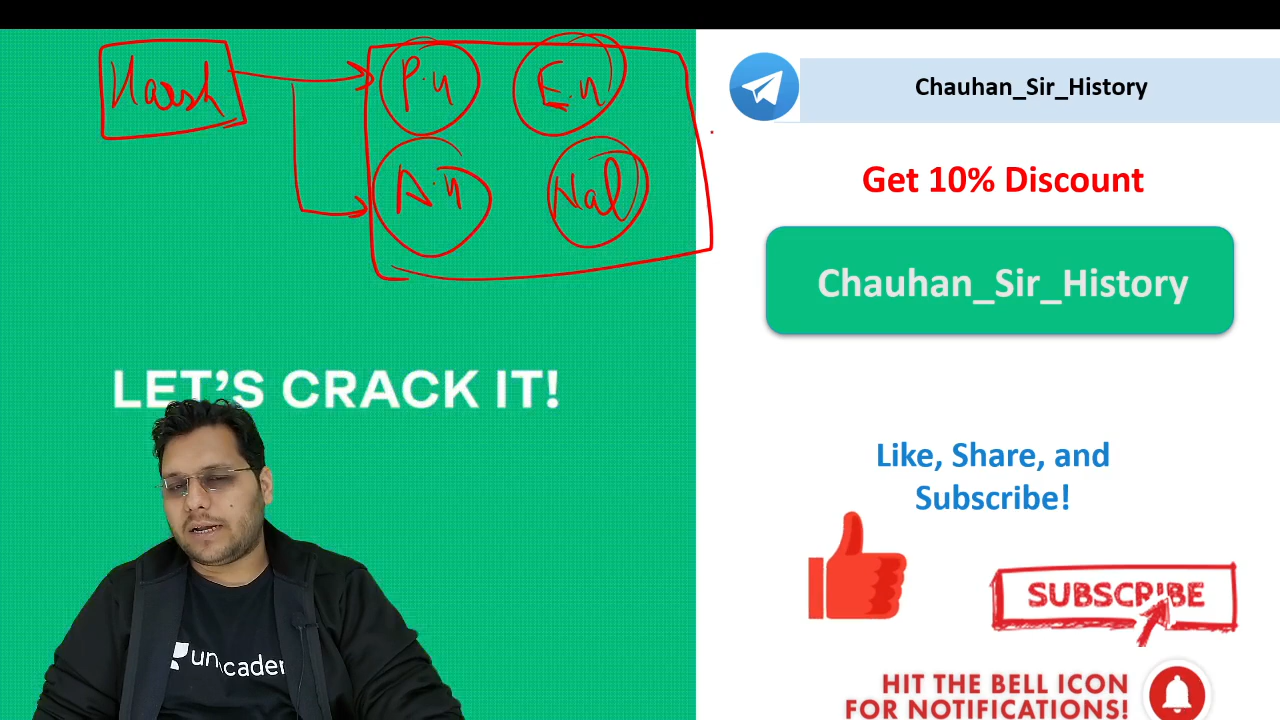 Harsh
P.y E.n
A.y Nal
LET'S CRACK IT!
unacader
Chauhan_Sir_History
Get 10% Discount
Chauhan_Sir_History
Like, Share, and
Subscribe!
SUBSCRIBE
HIT THE BELL ICON
FOR NOTIFICATIONS!